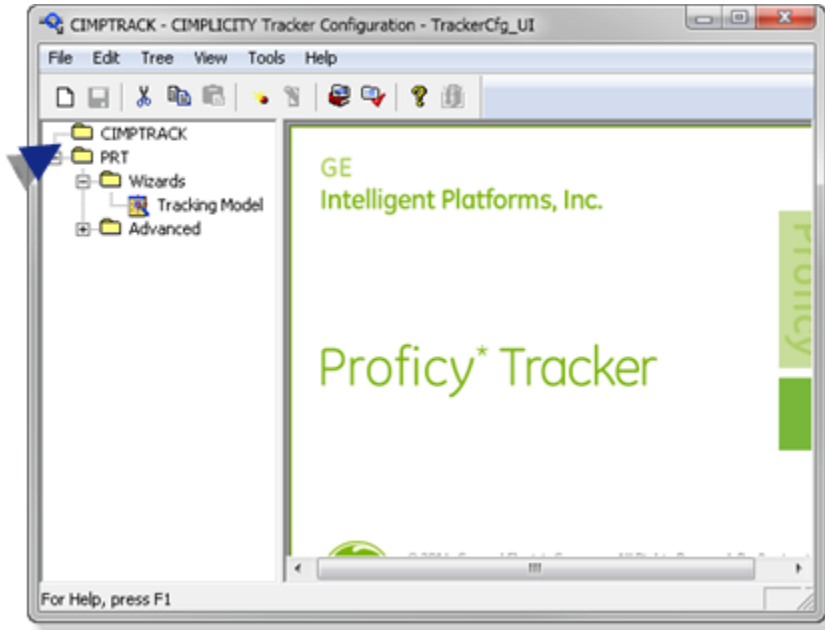 CIMPTRACK - CIMPLICITY Tracker Configuration - TrackerCfg_UI
File Edit Tree View Tools Help
CIMPTRACK
PRT
Wizards
Tracking Model
Advanced
GE
Intelligent Platforms, Inc.
Proficy
Proficy* Tracker
For Help, press F1